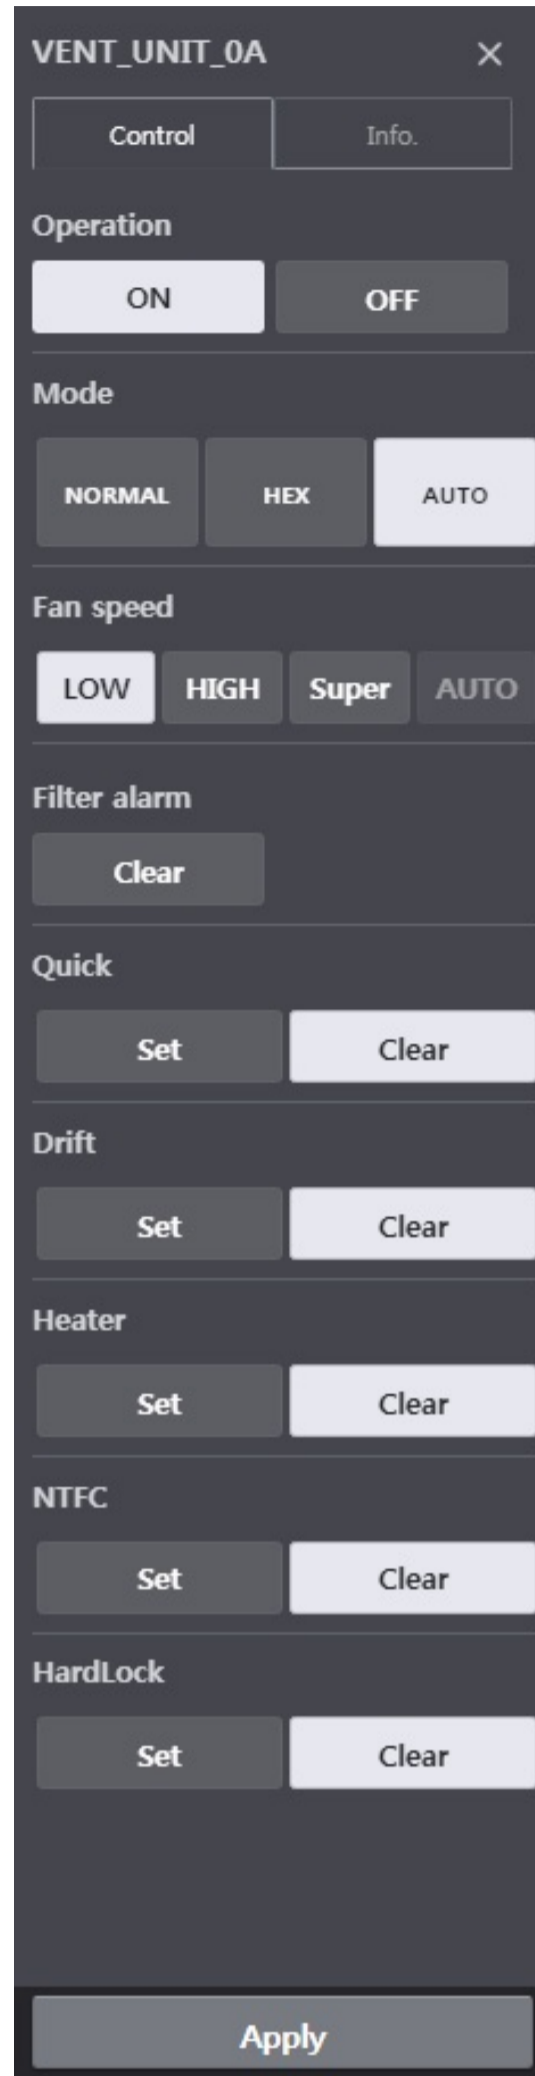 VENT_UNIT_0A ×
Control Info.
Operation
ON OFF
Mode
NORMAL HEX AUTO
Fan speed
LOW HIGH Super AUTO
Filter alarm
Clear
Quick
Set Clear
Drift
Set Clear
Heater
Set Clear
NTFC
Set Clear
HardLock
Set Clear
Apply